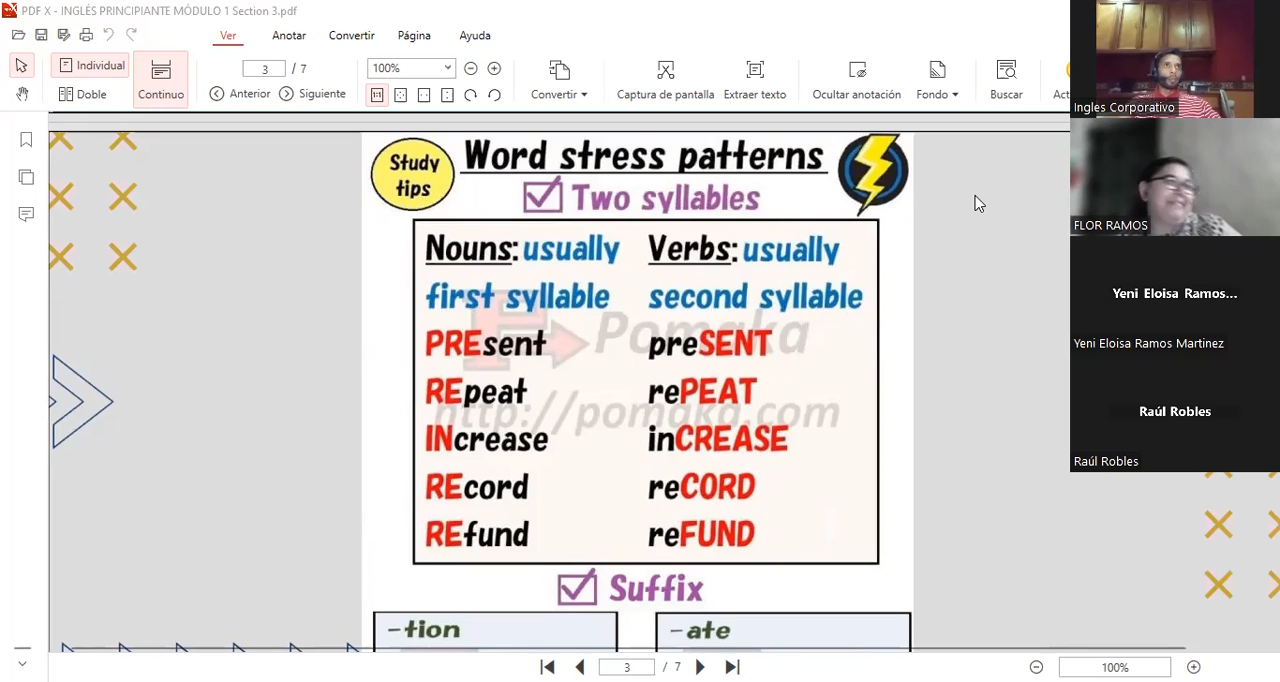 PDF X - INGLÉS PRINCIPIANTE MÓDULO 1 Section 3.pdf
Ver Anotar Convertir Página Ayuda
Individual
Doble
Continuo
3 / 7
Anterior Siguiente
100%
Convertir
Captura de pantalla
Extraer texto
Ocultar anotación
Fondo
Buscar
Study
tips
Word stress patterns
Two syllables
Nouns: usually
first syllable
PREsent
REpeat
INcrease
REcord
REfund
Verbs: usually
second syllable
preSENT
rePEAT
inCREASE
reCORD
reFUND
Pomaka
http://pomaka.com
Suffix
-tion
-ate
Ingles Corporativo
FLOR RAMOS
Yeni Eloisa Ramos...
Yeni Eloisa Ramos Martinez
Raúl Robles
Raúl Robles
3 / 7
100%